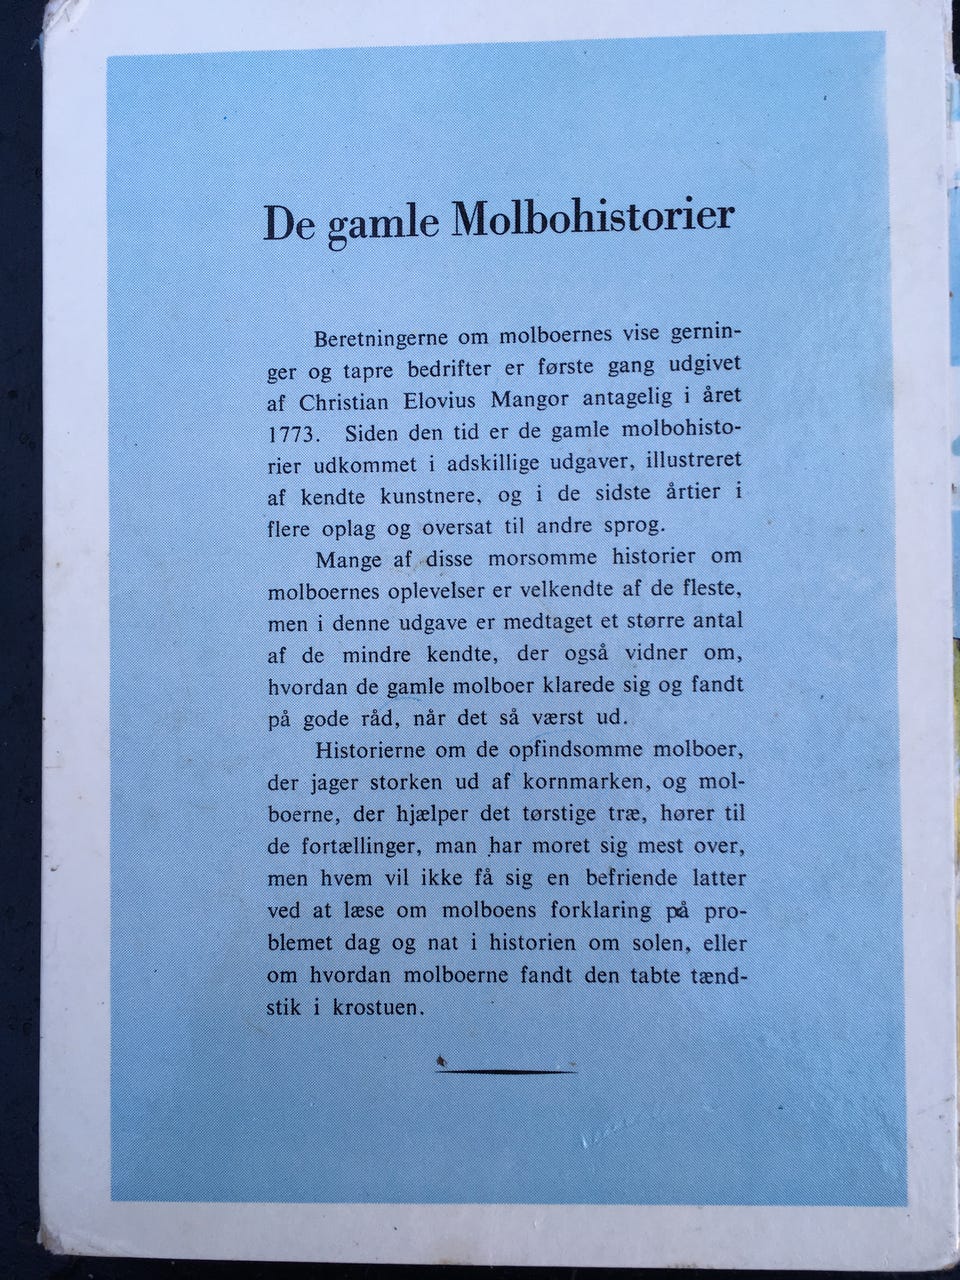 De gamle Molbohistorier
Beretningerne om molboernes vise gernin-
ger og tapre bedrifter er første gang udgivet
af Christian Elovius Mangor antagelig i året
1773. Siden den tid er de gamle molbohisto-
rier udkommet i adskillige udgaver, illustreret
af kendte kunstnere, og i de sidste årtier i
flere oplag og oversat til andre sprog.
Mange af disse morsomme historier om
molboernes oplevelser er velkendte af de fleste,
men i denne udgave er medtaget et større antal
af de mindre kendte, der også vidner om,
hvordan de gamle molboer klarede sig og fandt
på gode råd, når det så værst ud.
Historierne om de opfindsomme molboer,
der jager storken ud af kornmarken, og mol-
boerne, der hjælper det tørstige træ, hører til
de fortællinger, man har moret sig mest over,
men hvem vil ikke få sig en befriende latter
ved at læse om molboens forklaring på pro-
blemet dag og nat i historien om solen, eller
om hvordan molboerne fandt den tabte tænd-
stik i krostuen.